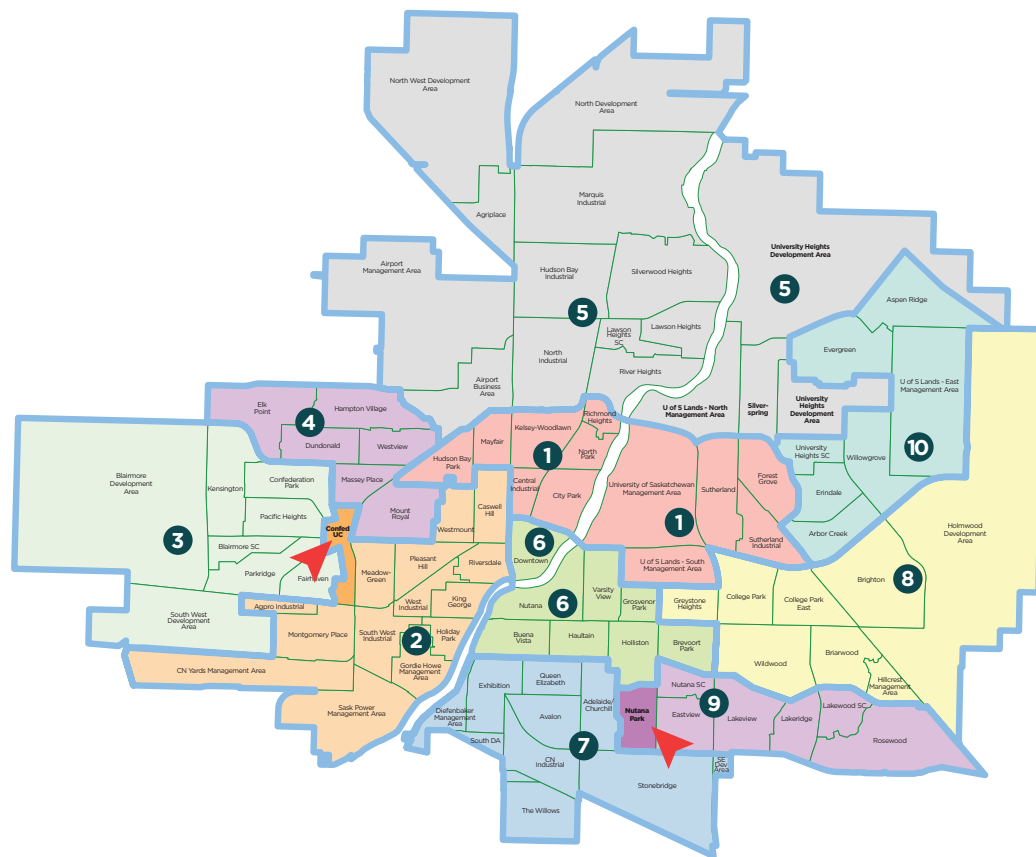 North West Development
Area
North Development
Area
Marquis
Industrial
Agriplace
University Heights
Development Area
Airport
Management Area
Hudson Bay
Industrial
Silverwood Heights
5
Aspen Ridge
5
Lawson
Heights
SC
Lawson Heights
Evergreen
North
Industrial
River Heights
Airport
Business
Area
U of S Lands - East
Management Area
U of S Lands - North
Management Area
Silver-
spring
University
Heights
Development
Area
Elk
Point
Hampton Village
4
Richmond
Heights
Kelsey-Woodlawn
Mayfair
Dundonald
Westview
1
North
Park
University
Heights SC
Willowgrove
10
Hudson Bay
Park
Blairmore
Development
Area
Confederation
Park
Massey Place
Central
Industrial
City Park
University of Saskatchewan
Management Area
Sutherland
Forest
Grove
Kensington
Erindale
Mount
Royal
Caswell
Hill
Pacific Heights
Westmount
1
Confed
UC
Arbor Creek
Holmwood
Development
Area
3
Blairmore SC
Sutherland
Industrial
6
Downtown
Pleasant
Hill
Riversdale
U of S Lands - South
Management Area
Parkridge
Fairhaven
Meadow-
Green
Brighton
8
Varsity
View
College Park
College Park
East
Agpro Industrial
West
Industrial
King
George
Nutana
6
Grosvenor
Park
Greystone
Heights
South West
Development
Area
Montgomery Place
South West
Industrial
2
Holiday
Park
Buena
Vista
Haultain
Holliston
Brevoort
Park
Briarwood
CN Yards Management Area
Gordie Howe
Management
Area
Wildwood
Queen
Elizabeth
Exhibition
Nutana SC
Hillcrest
Management
Area
Sask Power
Management Area
Adelaide/
Churchill
9
Lakewood SC
Diefenbaker
Management
Area
Avalon
Nutana
Park
Eastview
Lakeview
Lakeridge
South DA
7
Rosewood
CN
Industrial
SE
Dev
Area
Stonebridge
The Willows